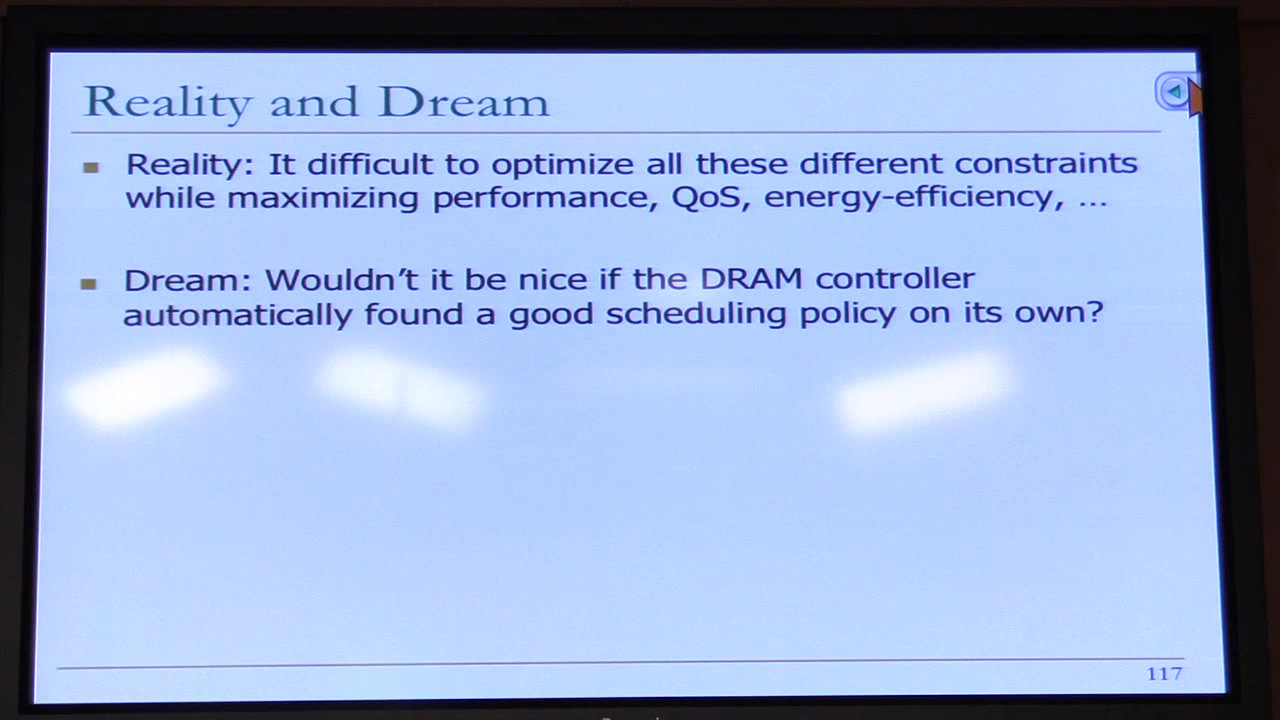 Reality and Dream
Reality: It difficult to optimize all these different constraints
while maximizing performance, QoS, energy-efficiency, ...
Dream: Wouldn't it be nice if the DRAM controller
automatically found a good scheduling policy on its own?
117